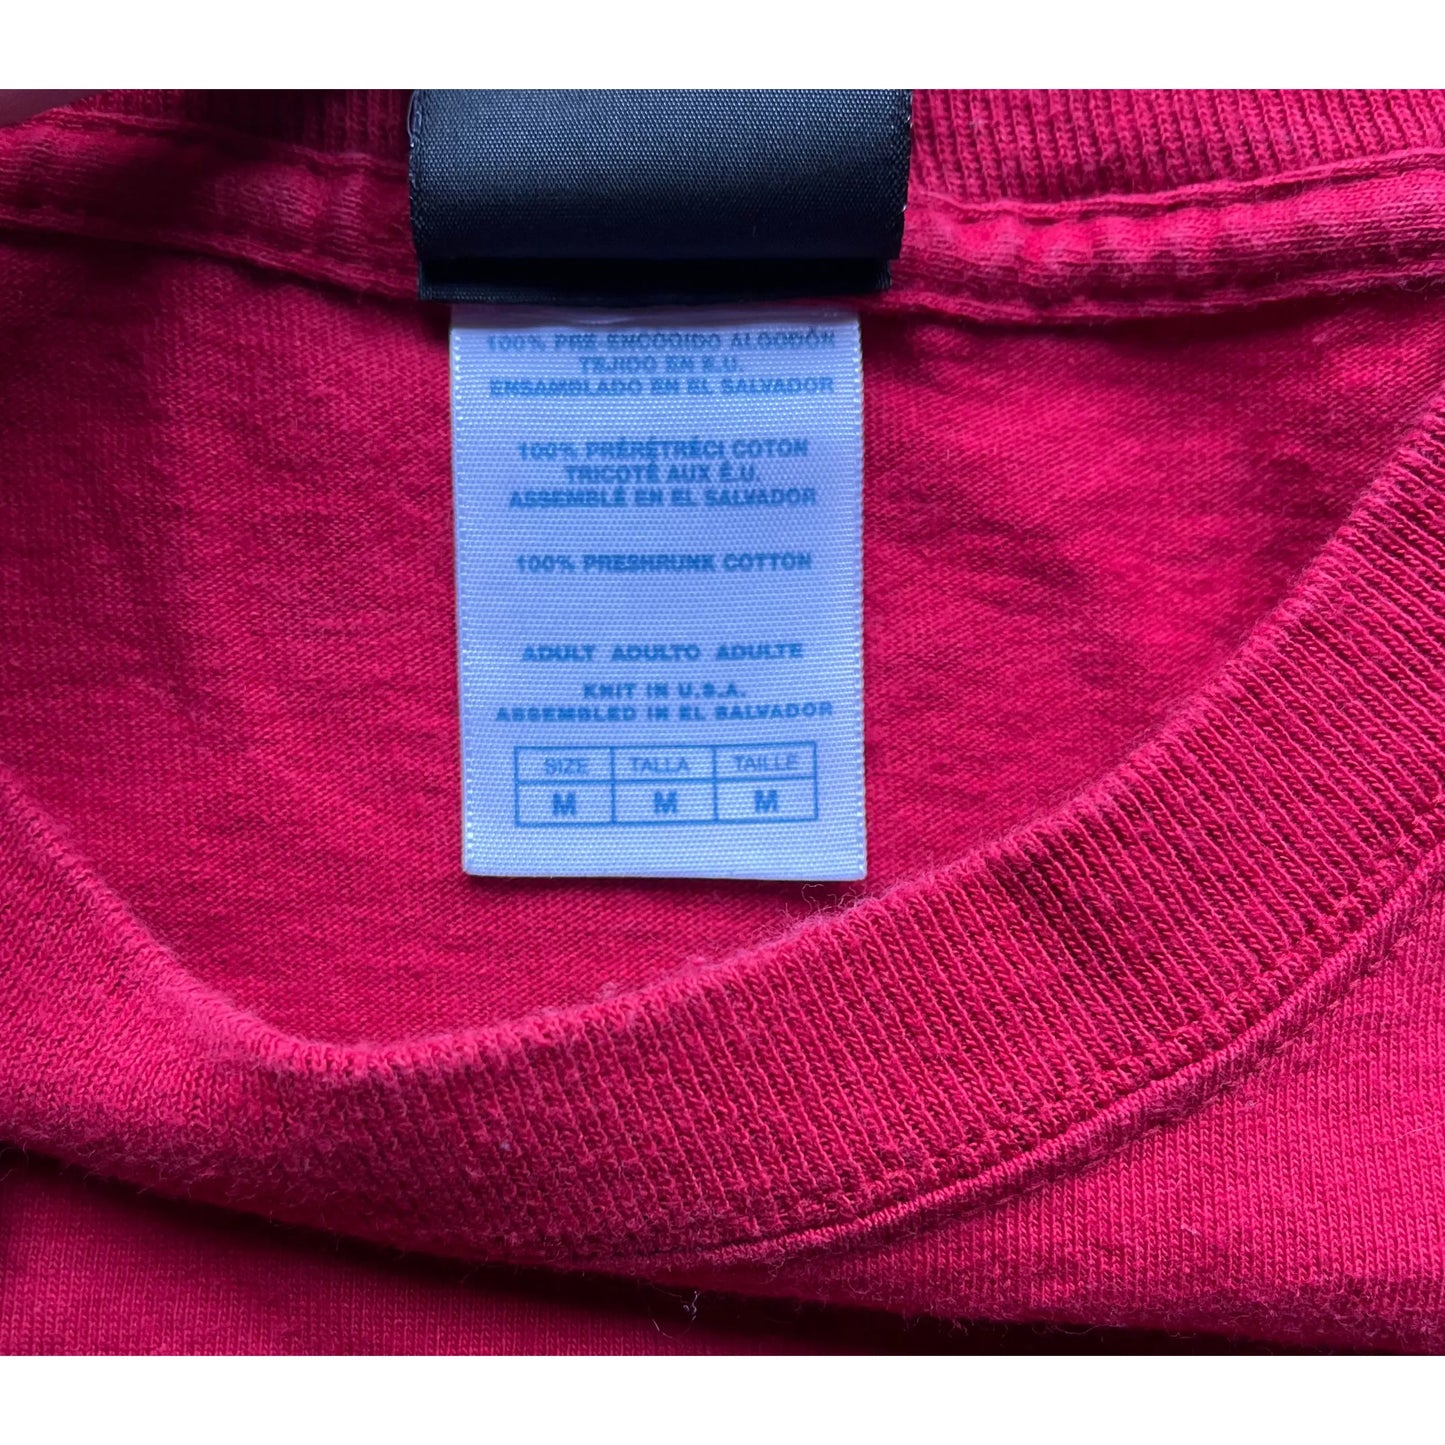 100% PRE-ENCOGIDO ALGODÓN
TEJIDO EN E.U.
ENSAMBLADO EN EL SALVADOR
100% PRÉRÉTRÉCI COTON
TRICOTÉ AUX É.U.
ASSEMBLÉ EN EL SALVADOR
100% PRESHRUNK COTTON
ADULT ADULTO ADULTE
KNIT IN U.S.A.
ASSEMBLED IN EL SALVADOR
SIZE TALLA TAILLE
M M M